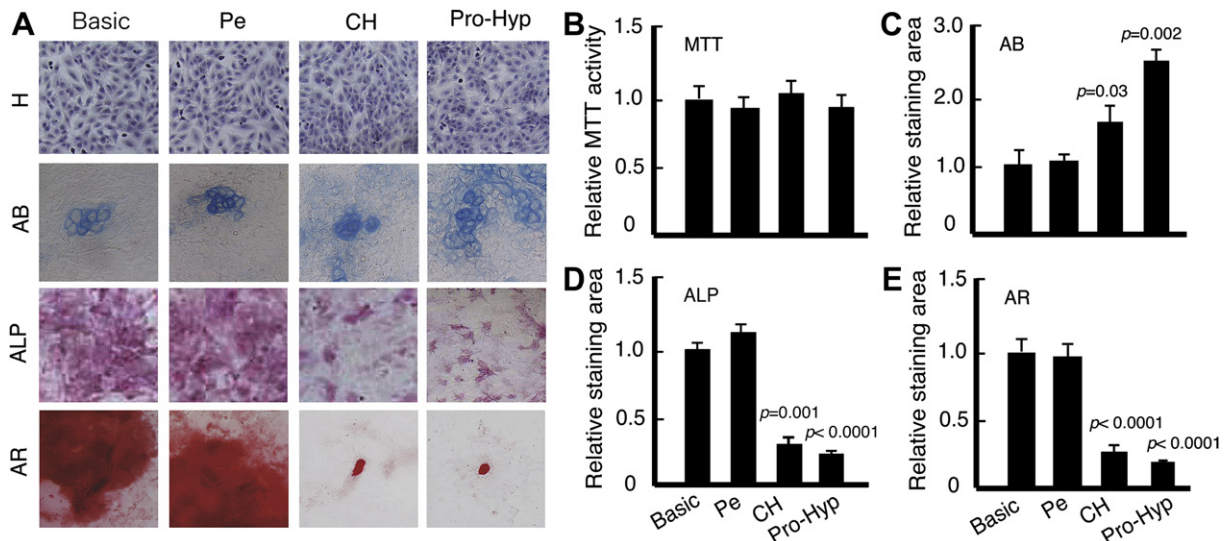 A
Basic
Pe
CH
Pro-Hyp
H
AB
ALP
AR
B
MTT
Relative MTT activity
1.5
1.0
0.5
0
C
AB
Relative staining area
3.0
2.0
1.0
0
p=0.03
p=0.002
D
ALP
Relative staining area
1.5
1.0
0.5
0
p=0.001
p< 0.0001
Basic
Pe
CH
Pro-Hyp
E
AR
Relative staining area
1.5
1.0
0.5
0
p< 0.0001
p< 0.0001
Basic
Pe
CH
Pro-Hyp